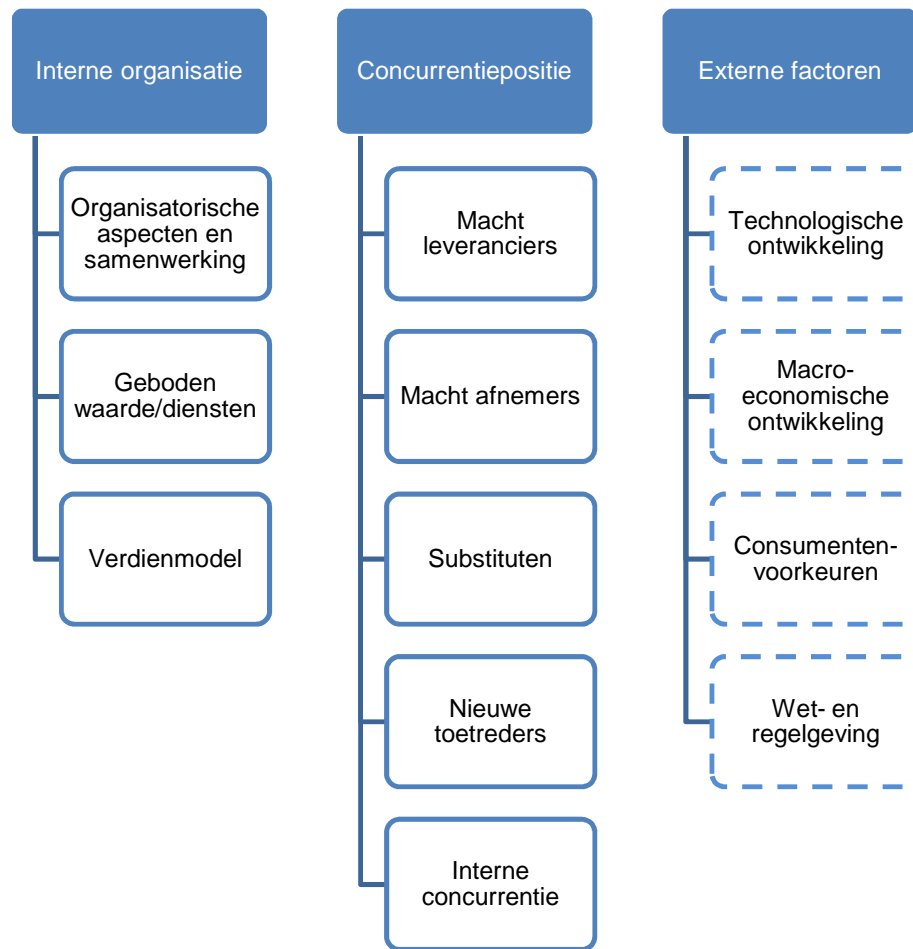 Interne organisatie
Organisatorische
aspecten en
samenwerking
Geboden
waarde/diensten
Verdienmodel
Concurrentiepositie
Macht
leveranciers
Macht afnemers
Substituten
Nieuwe
toetreders
Interne
concurrentie
Externe factoren
Technologische
ontwikkeling
Macro-
economische
ontwikkeling
Consumenten-
voorkeuren
Wet- en
regelgeving